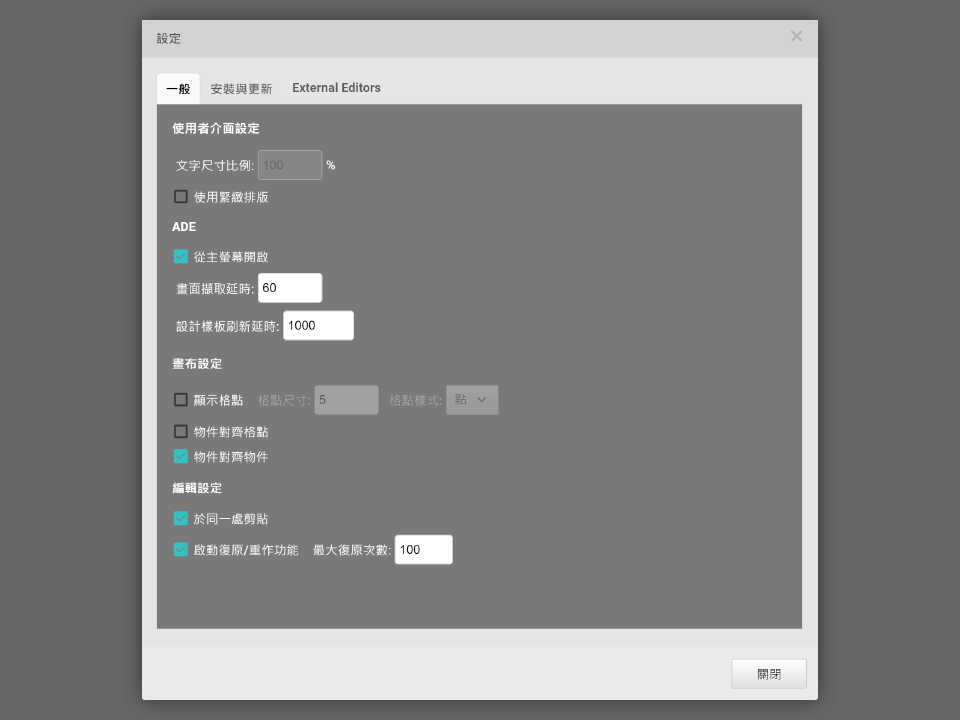 設定
一般 安裝與更新 External Editors
使用者介面設定
文字尺寸比例: 100 %
使用緊緻排版
ADE
從主螢幕開啟
畫面擷取延時: 60
設計樣板刷新延時: 1000
畫布設定
顯示格點 格點尺寸: 5 格點樣式: 點
物件對齊格點
物件對齊物件
編輯設定
於同一處剪貼
啟動復原/重作功能 最大復原次數: 100
關閉